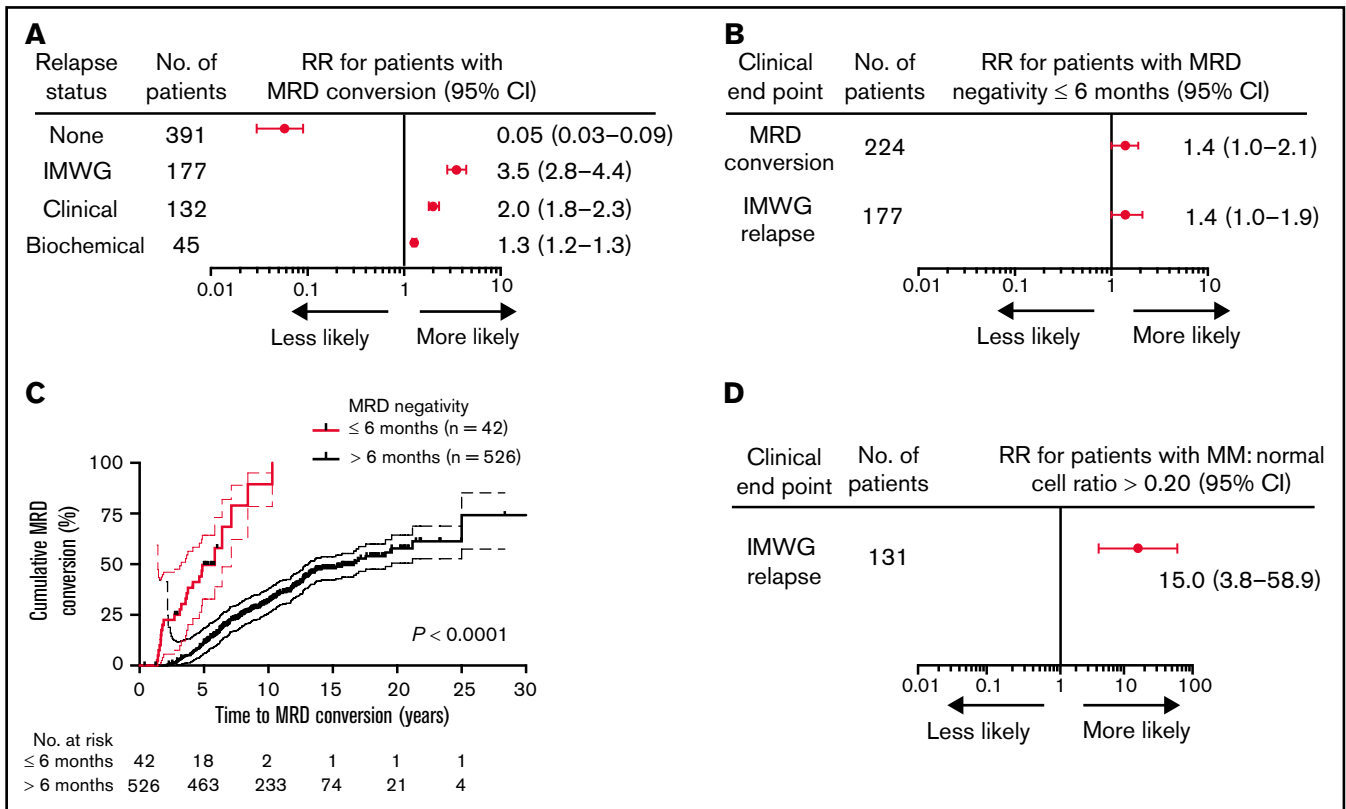 A
Relapse status
No. of patients
RR for patients with MRD conversion (95% CI)
None 391 0.05 (0.03–0.09)
IMWG 177 3.5 (2.8–4.4)
Clinical 132 2.0 (1.8–2.3)
Biochemical 45 1.3 (1.2–1.3)
0.01 0.1 1 10
Less likely More likely
B
Clinical end point
No. of patients
RR for patients with MRD negativity ≤ 6 months (95% CI)
MRD conversion 224 1.4 (1.0–2.1)
IMWG relapse 177 1.4 (1.0–1.9)
0.01 0.1 1 10
Less likely More likely
C
MRD negativity
≤ 6 months (n = 42)
> 6 months (n = 526)
Cumulative MRD conversion (%)
100
75
50
25
0
P < 0.0001
0 5 10 15 20 25 30
Time to MRD conversion (years)
No. at risk
≤ 6 months 42 18 2 1 1 1
> 6 months 526 463 233 74 21 4
D
Clinical end point
No. of patients
RR for patients with MM: normal cell ratio > 0.20 (95% CI)
IMWG relapse 131 15.0 (3.8–58.9)
0.01 0.1 1 10 100
Less likely More likely